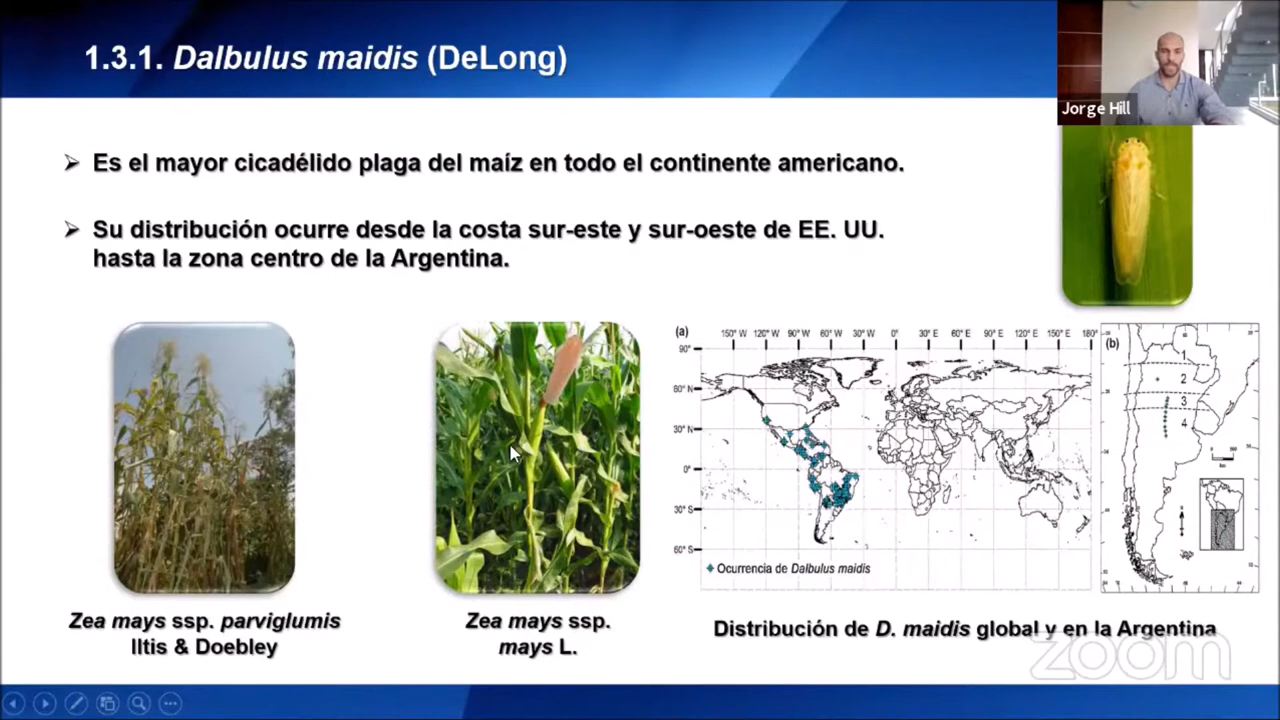 1.3.1. Dalbulus maidis (DeLong)
Jorge Hill
➢ Es el mayor cicadélido plaga del maíz en todo el continente americano.
➢ Su distribución ocurre desde la costa sur-este y sur-oeste de EE. UU.
hasta la zona centro de la Argentina.
(a)
150° W 120° W 90° W 60° W 30° W 0° 30° E 60° E 90° E 120° E 150° E 180°
90°
60° N
30° N
0°
30° S
60° S
Ocurrencia de Dalbulus maidis
(b)
1
2
3
4
Zea mays ssp. parviglumis
Iltis & Doebley
Zea mays ssp.
mays L.
Distribución de D. maidis global y en la Argentina
zoom